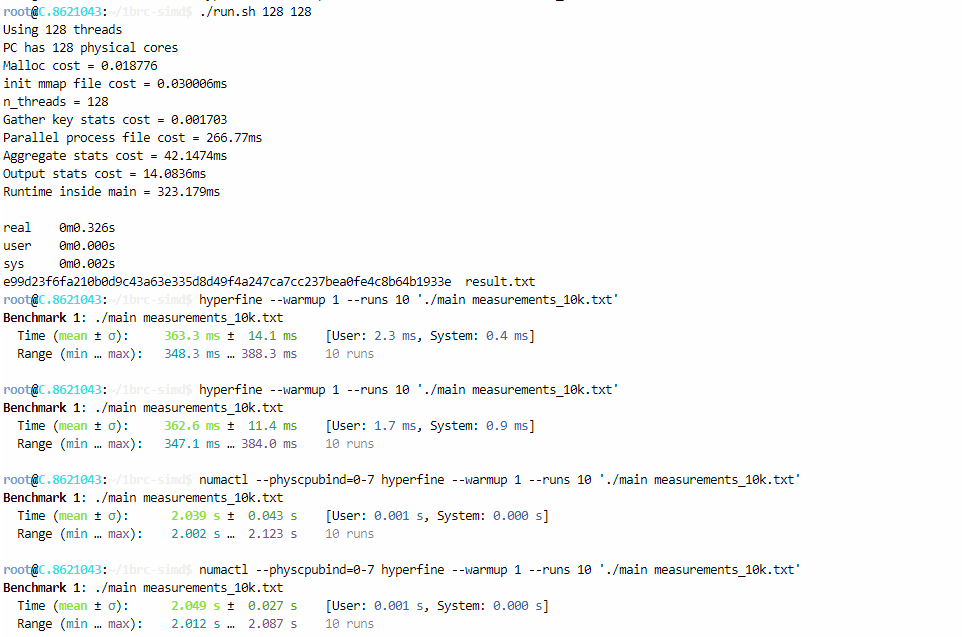 root@C.8621043:~/1brc-simd$ ./run.sh 128 128
Using 128 threads
PC has 128 physical cores
Malloc cost = 0.018776
init mmap file cost = 0.030006ms
n_threads = 128
Gather key stats cost = 0.001703
Parallel process file cost = 266.77ms
Aggregate stats cost = 42.1474ms
Output stats cost = 14.0836ms
Runtime inside main = 323.179ms
real 0m0.326s
user 0m0.000s
sys 0m0.002s
e99d23f6fa210b0d9c43a63e335d8d49f4a247ca7cc237bea0fe4c8b64b1933e result.txt
root@C.8621043:~/1brc-simd$ hyperfine --warmup 1 --runs 10 './main measurements_10k.txt'
Benchmark 1: ./main measurements_10k.txt
Time (mean ± σ): 363.3 ms ± 14.1 ms [User: 2.3 ms, System: 0.4 ms]
Range (min … max): 348.3 ms … 388.3 ms 10 runs
root@C.8621043:~/1brc-simd$ hyperfine --warmup 1 --runs 10 './main measurements_10k.txt'
Benchmark 1: ./main measurements_10k.txt
Time (mean ± σ): 362.6 ms ± 11.4 ms [User: 1.7 ms, System: 0.9 ms]
Range (min … max): 347.1 ms … 384.0 ms 10 runs
root@C.8621043:~/1brc-simd$ numactl --physcpubind=0-7 hyperfine --warmup 1 --runs 10 './main measurements_10k.txt'
Benchmark 1: ./main measurements_10k.txt
Time (mean ± σ): 2.039 s ± 0.043 s [User: 0.001 s, System: 0.000 s]
Range (min … max): 2.002 s … 2.123 s 10 runs
root@C.8621043:~/1brc-simd$ numactl --physcpubind=0-7 hyperfine --warmup 1 --runs 10 './main measurements_10k.txt'
Benchmark 1: ./main measurements_10k.txt
Time (mean ± σ): 2.049 s ± 0.027 s [User: 0.001 s, System: 0.000 s]
Range (min … max): 2.012 s … 2.087 s 10 runs